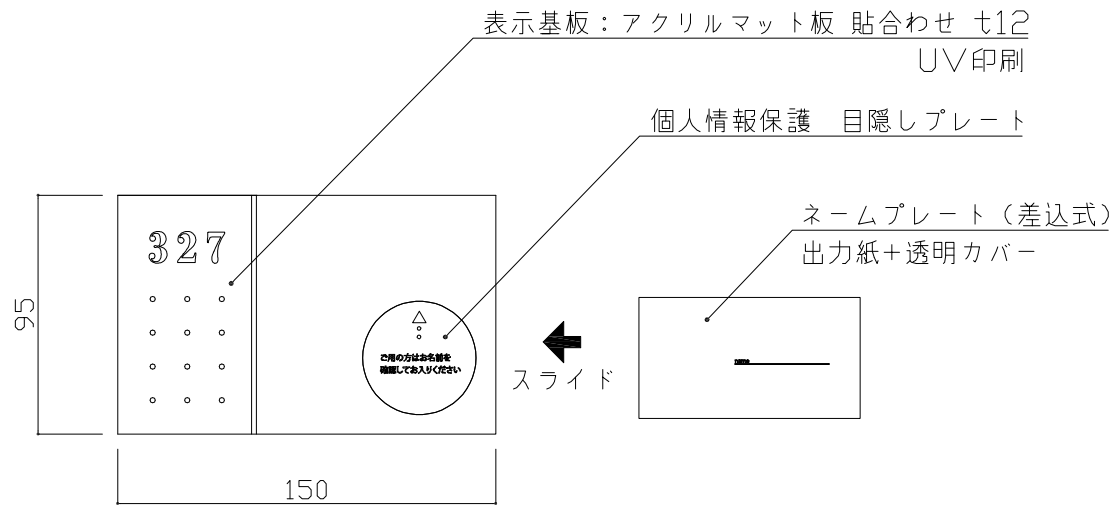 表示基板：アクリルマット板 貼合わせ t12
UV印刷
個人情報保護 目隠しプレート
ネームプレート（差込式）
出力紙+透明カバー
327
95
ご用の方はお名前を
確認してお入りください
スライド
name
150